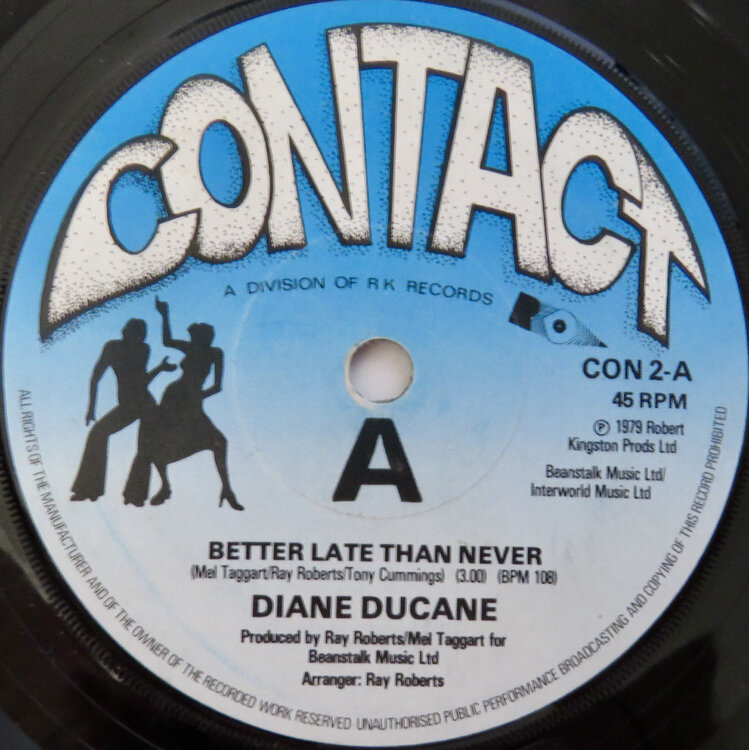 CONTACT
A DIVISION OF R K RECORDS
CON 2-A
45 RPM
Ⓟ 1979 Robert
Kingston Prods Ltd
Beanstalk Music Ltd/
Interworld Music Ltd
A
BETTER LATE THAN NEVER
(Mel Taggart/Ray Roberts/Tony Cummings) (3.00) (BPM 108)
DIANE DUCANE
Produced by Ray Roberts/Mel Taggart for
Beanstalk Music Ltd
Arranger: Ray Roberts
ALL RIGHTS OF THE MANUFACTURER AND OF THE OWNER OF THE RECORDED WORK RESERVED UNAUTHORISED PUBLIC PERFORMANCE BROADCASTING AND COPYING OF THIS RECORD PROHIBITED